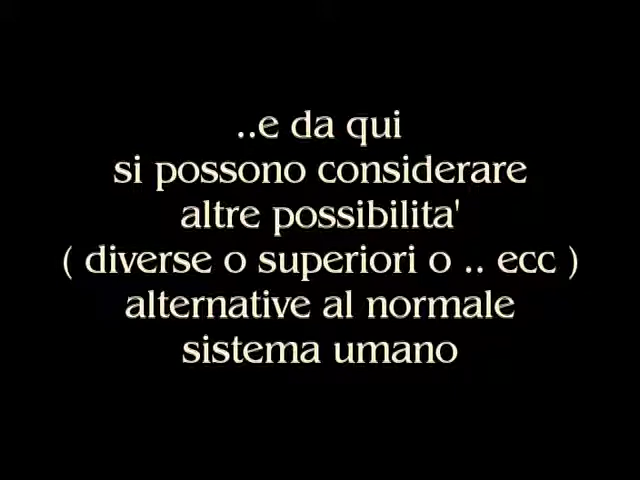 ..e da qui
si possono considerare
altre possibilita'
( diverse o superiori o .. ecc )
alternative al normale
sistema umano